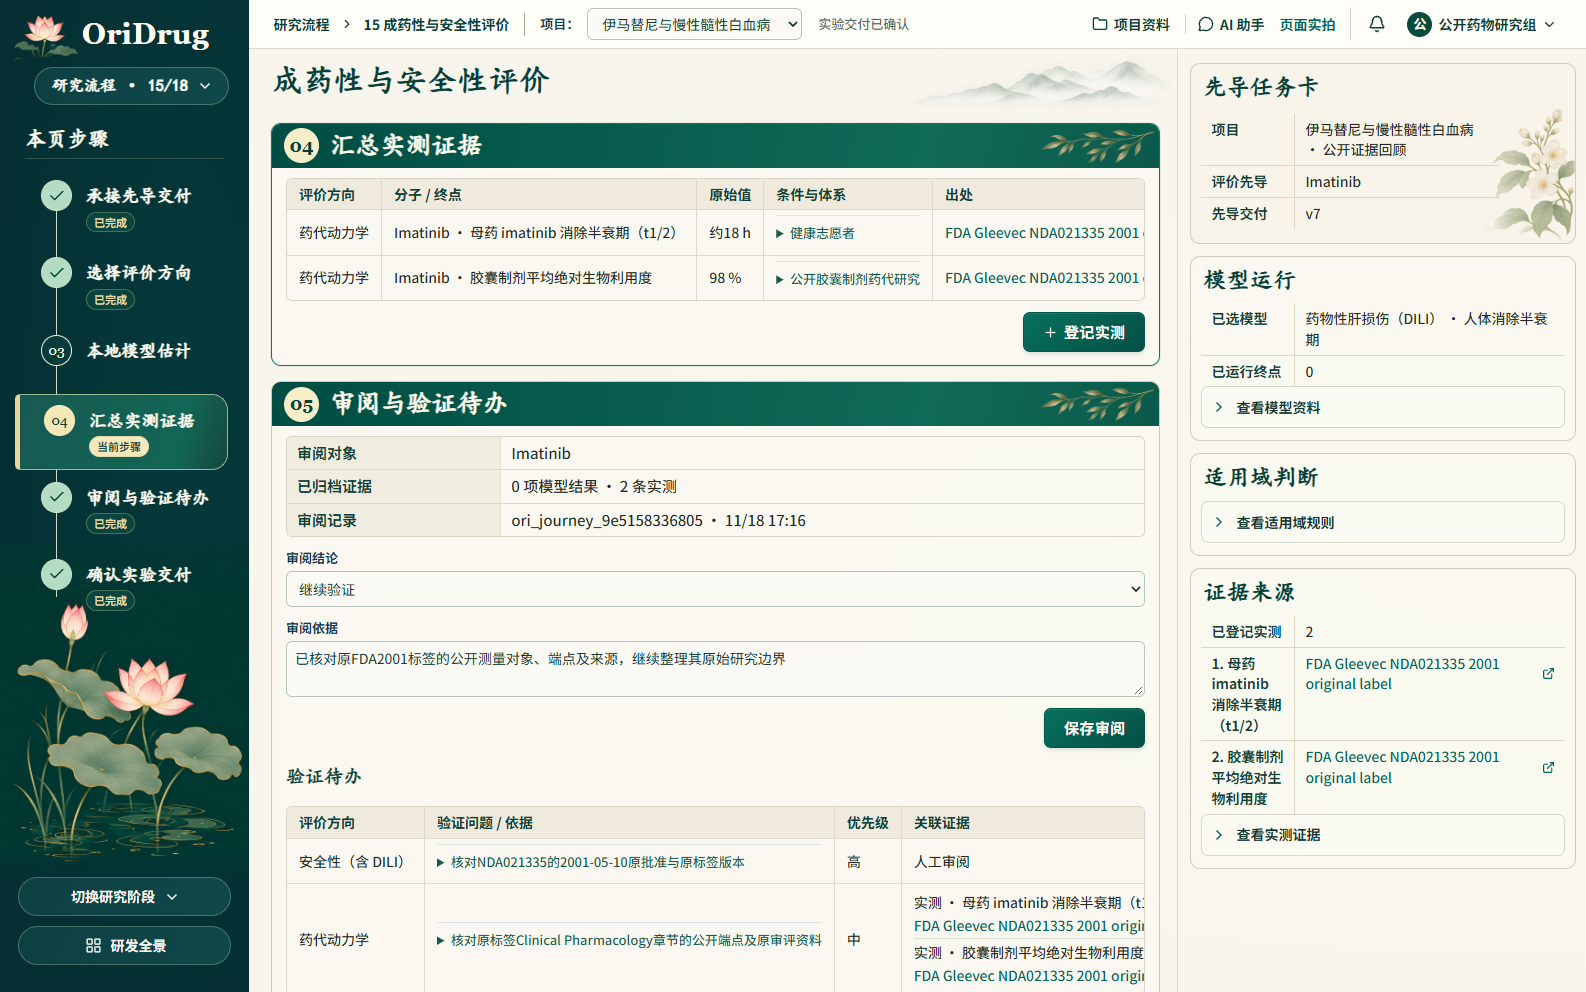 OriDrug
研究流程 • 15/18
本页步骤
承接先导交付
已完成
选择评价方向
已完成
03 本地模型估计
04 汇总实测证据
当前步骤
审阅与验证待办
已完成
确认实验交付
已完成
切换研究阶段
研发全景
研究流程 15 成药性与安全性评价 项目： 伊马替尼与慢性髓性白血病 实验交付已确认 项目资料 AI 助手 页面实拍 公 公开药物研究组
成药性与安全性评价
04 汇总实测证据
评价方向 分子 / 终点 原始值 条件与体系 出处
药代动力学 Imatinib • 母药 imatinib 消除半衰期（t1/2） 约18 h 健康志愿者 FDA Gleevec NDA021335 2001
药代动力学 Imatinib • 胶囊制剂平均绝对生物利用度 98 % 公开胶囊制剂药代研究 FDA Gleevec NDA021335 2001
＋ 登记实测
05 审阅与验证待办
审阅对象 Imatinib
已归档证据 0 项模型结果 • 2 条实测
审阅记录 ori_journey_9e5158336805 • 11/18 17:16
审阅结论
继续验证
审阅依据
已核对原FDA2001标签的公开测量对象、端点及来源，继续整理其原始研究边界
保存审阅
验证待办
评价方向 验证问题 / 依据 优先级 关联证据
安全性（含 DILI） 核对NDA021335的2001-05-10原批准与原标签版本 高 人工审阅
药代动力学 核对原标签Clinical Pharmacology章节的公开端点及原审评资料 中
实测 • 母药 imatinib 消除半衰期（t
FDA Gleevec NDA021335 2001 origi
实测 • 胶囊制剂平均绝对生物利用度
FDA Gleevec NDA021335 2001 origi
先导任务卡
项目 伊马替尼与慢性髓性白血病
• 公开证据回顾
评价先导 Imatinib
先导交付 v7
模型运行
已选模型 药物性肝损伤（DILI） • 人体消除半衰
期
已运行终点 0
查看模型资料
适用域判断
查看适用域规则
证据来源
已登记实测 2
1. 母药
imatinib
消除半衰期
（t1/2）
FDA Gleevec NDA021335 2001
original label
2. 胶囊制剂
平均绝对生
物利用度
FDA Gleevec NDA021335 2001
original label
查看实测证据